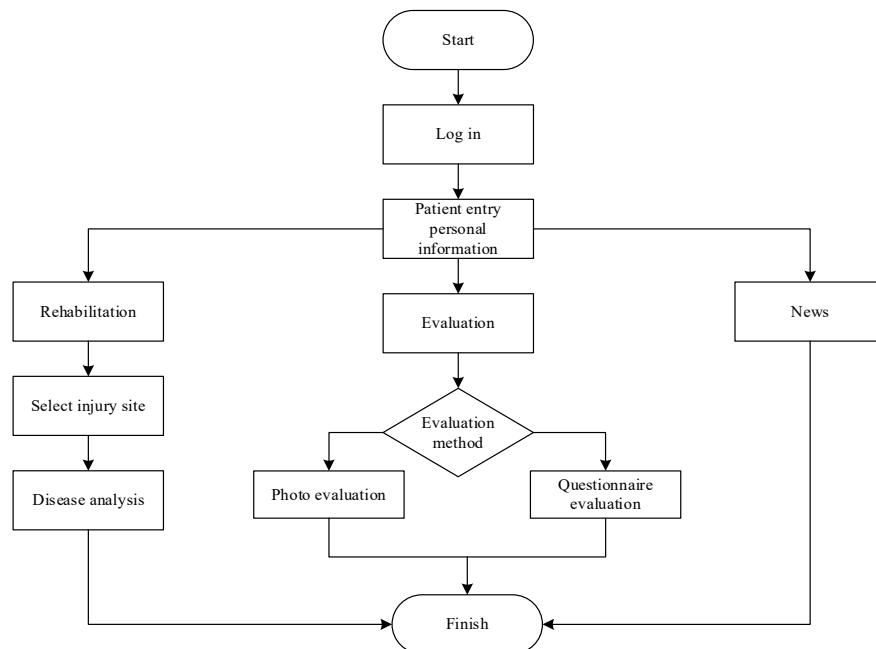 Start
Log in
Patient entry
personal
information
Rehabilitation
Evaluation
News
Select injury site
Evaluation
method
Disease analysis
Photo evaluation
Questionnaire
evaluation
Finish